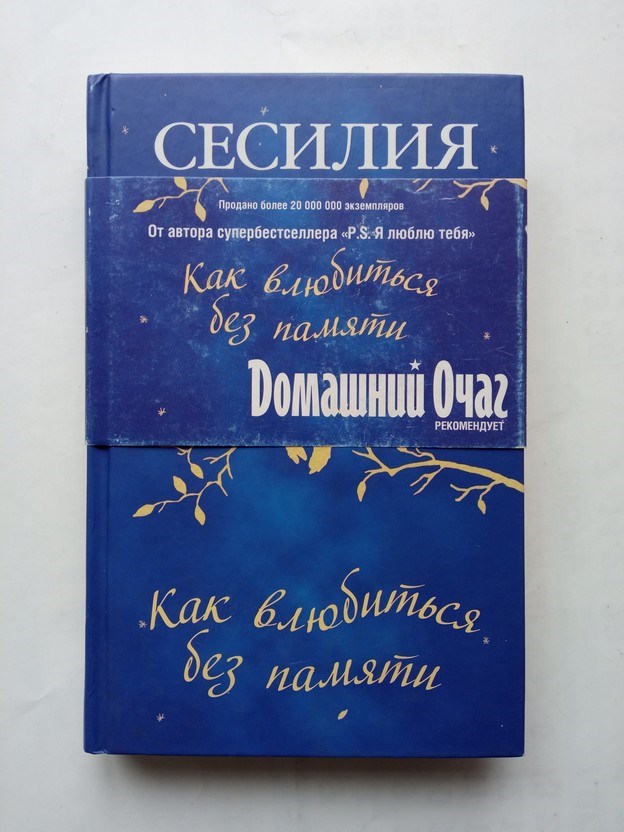 СЕСИЛИЯ
Продано более 20 000 000 экземпляров
От автора супербестселлера «P.S. Я люблю тебя»
Как влюбиться
без памяти
Домашний Очаг
РЕКОМЕНДУЕТ
Как влюбиться
без памяти